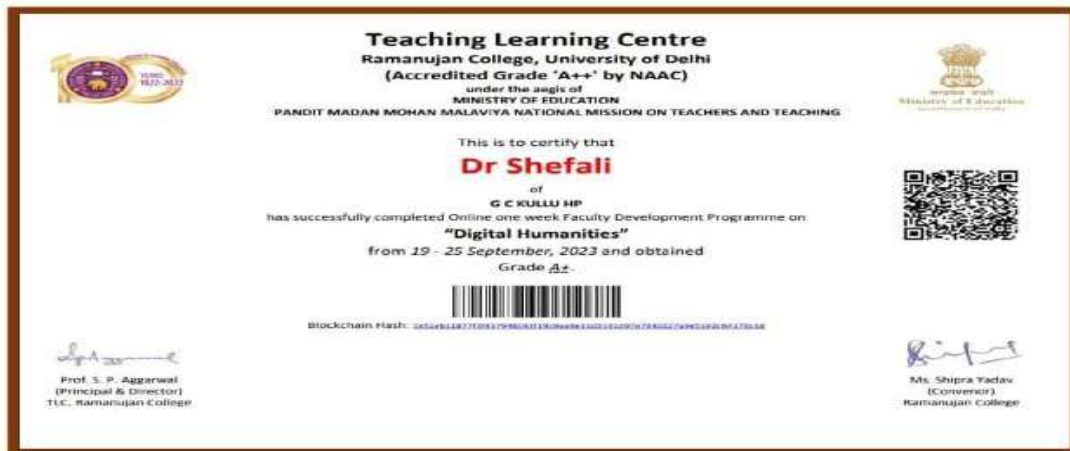 YEARS
1922-2022
Teaching Learning Centre
Ramanujan College, University of Delhi
(Accredited Grade 'A++' by NAAC)
under the aegis of
MINISTRY OF EDUCATION
PANDIT MADAN MOHAN MALAVIYA NATIONAL MISSION ON TEACHERS AND TEACHING
Ministry of Education
This is to certify that
Dr Shefali
of
G C KULLU HP
has successfully completed Online one week Faculty Development Programme on
“Digital Humanities”
from 19 - 25 September, 2023 and obtained
Grade A+.
Blockchain Hash:
Prof. S. P. Aggarwal
(Principal & Director)
TLC, Ramanujan College
Ms. Shipra Yadav
(Convenor)
Ramanujan College